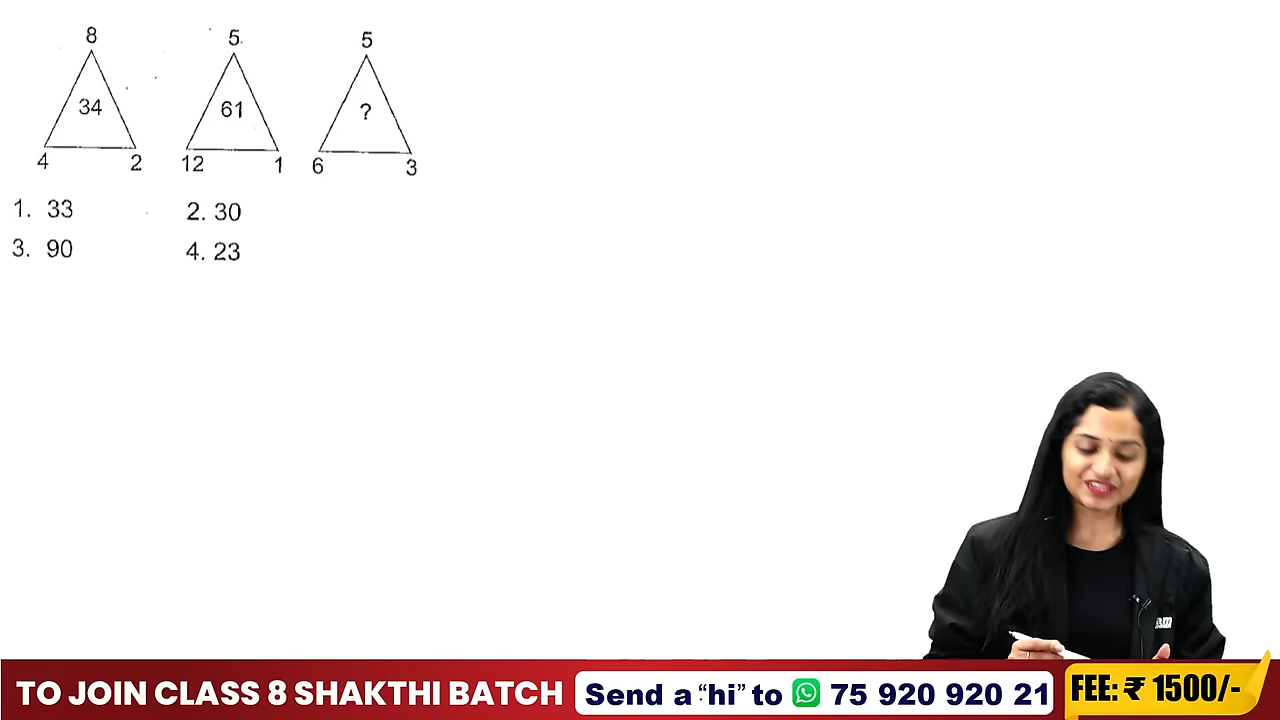 8 5 5
34 61 ?
4 2 12 1 6 3
1. 33 2. 30
3. 90 4. 23
TO JOIN CLASS 8 SHAKTHI BATCH Send a “hi” to 75 920 920 21 FEE: ₹ 1500/-